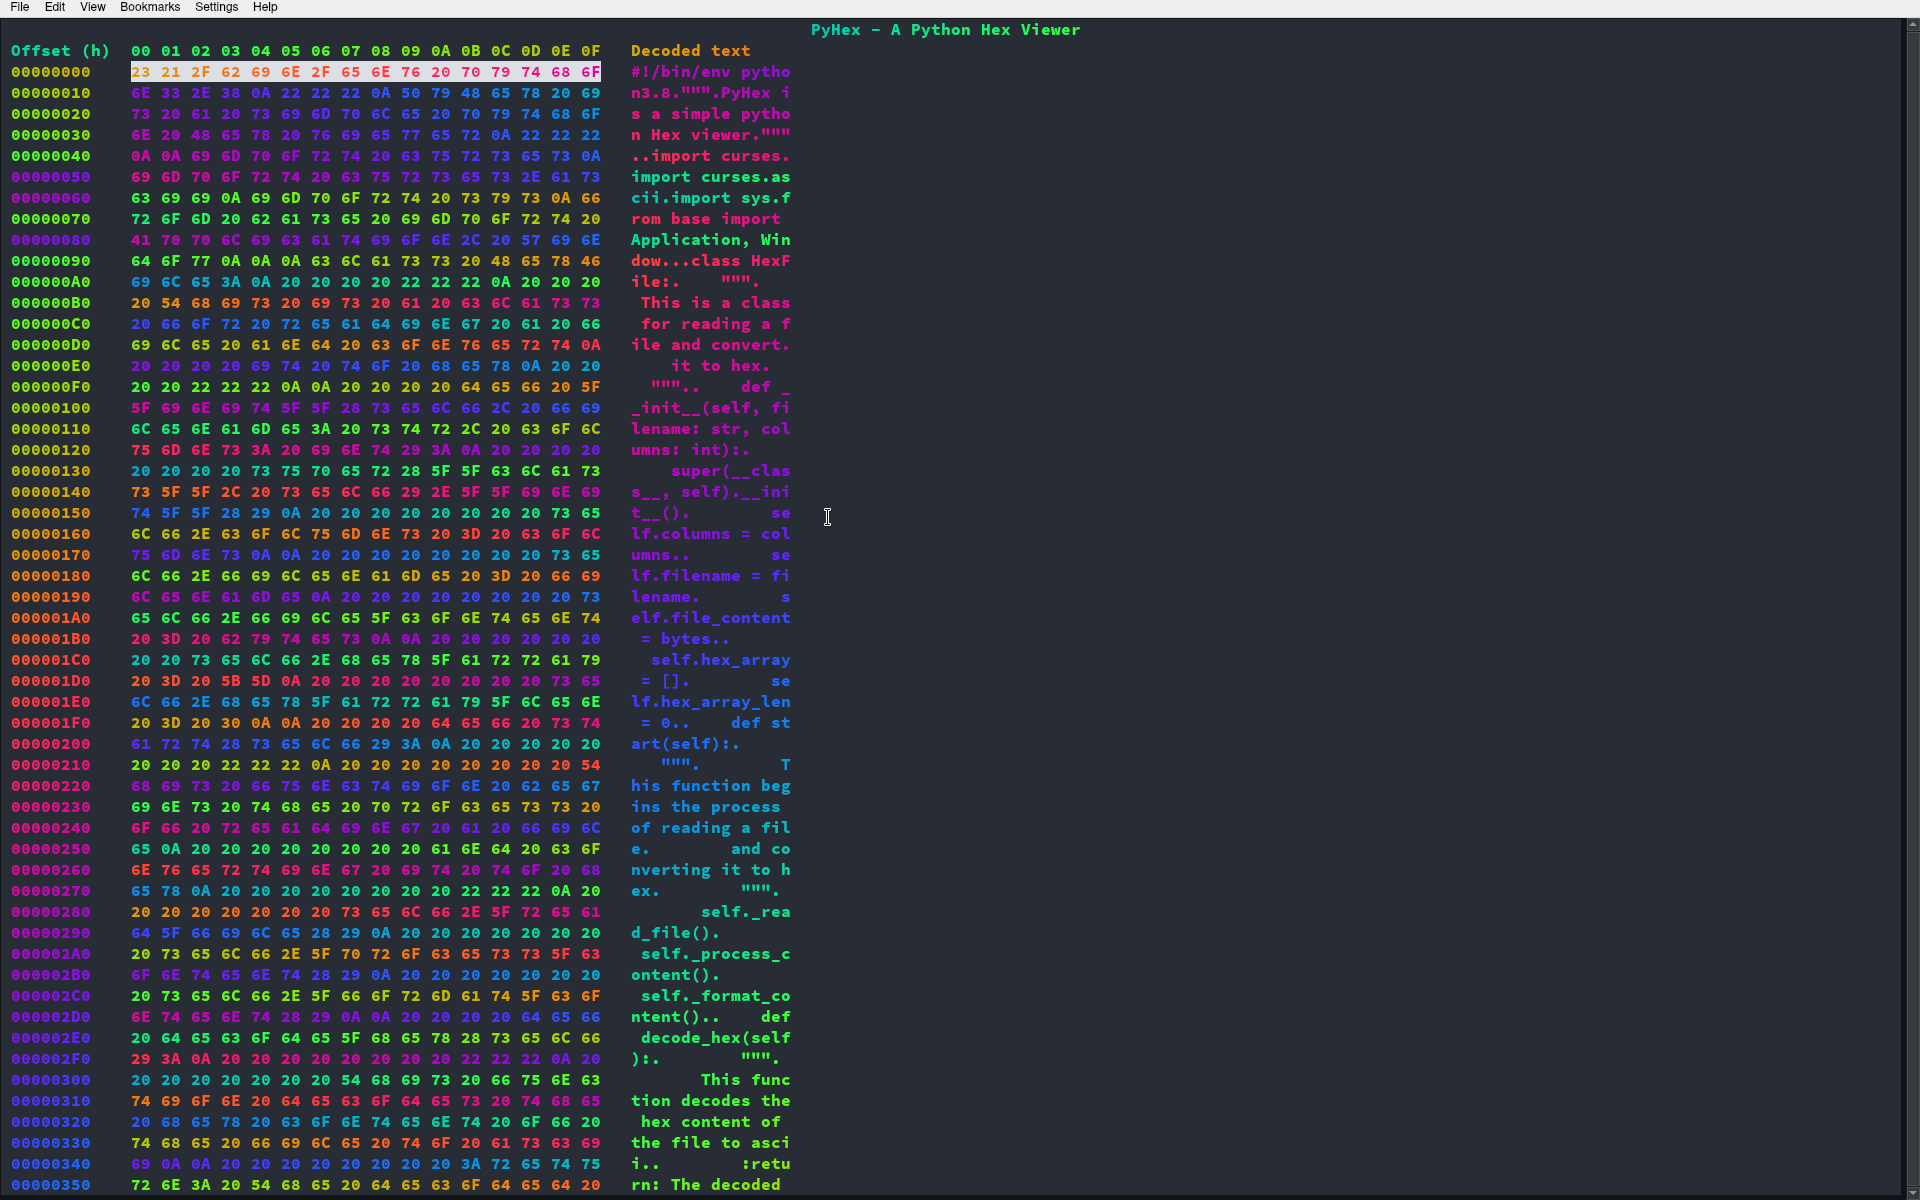 File Edit View Bookmarks Settings Help
PyHex - A Python Hex Viewer
Offset (h) 00 01 02 03 04 05 06 07 08 09 0A 0B 0C 0D 0E 0F Decoded text
00000000 23 21 2F 62 69 6E 2F 65 6E 76 20 70 79 74 68 6F #!/bin/env pytho
00000010 6E 33 2E 38 0A 22 22 22 0A 50 79 48 65 78 20 69 n3.8.""".PyHex i
00000020 73 20 61 20 73 69 6D 70 6C 65 20 70 79 74 68 6F s a simple pytho
00000030 6E 20 48 65 78 20 76 69 65 77 65 72 0A 22 22 22 n Hex viewer."""
00000040 0A 0A 69 6D 70 6F 72 74 20 63 75 72 73 65 73 0A ..import curses.
00000050 69 6D 70 6F 72 74 20 63 75 72 73 65 73 2E 61 73 import curses.as
00000060 63 69 69 0A 69 6D 70 6F 72 74 20 73 79 73 0A 66 cii.import sys.f
00000070 72 6F 6D 20 62 61 73 65 20 69 6D 70 6F 72 74 20 rom base import
00000080 41 70 70 6C 69 63 61 74 69 6F 6E 2C 20 57 69 6E Application, Win
00000090 64 6F 77 0A 0A 0A 63 6C 61 73 73 20 48 65 78 46 dow...class HexF
000000A0 69 6C 65 3A 0A 20 20 20 20 22 22 22 0A 20 20 20 ile:.    """.
000000B0 20 54 68 69 73 20 69 73 20 61 20 63 6C 61 73 73  This is a class
000000C0 20 66 6F 72 20 72 65 61 64 69 6E 67 20 61 20 66  for reading a f
000000D0 69 6C 65 20 61 6E 64 20 63 6F 6E 76 65 72 74 0A ile and convert.
000000E0 20 20 20 20 69 74 20 74 6F 20 68 65 78 0A 20 20     it to hex.
000000F0 20 20 22 22 22 0A 0A 20 20 20 20 64 65 66 20 5F   """..    def _
00000100 5F 69 6E 69 74 5F 5F 28 73 65 6C 66 2C 20 66 69 _init__(self, fi
00000110 6C 65 6E 61 6D 65 3A 20 73 74 72 2C 20 63 6F 6C lename: str, col
00000120 75 6D 6E 73 3A 20 69 6E 74 29 3A 0A 20 20 20 20 umns: int):.
00000130 20 20 20 20 73 75 70 65 72 28 5F 5F 63 6C 61 73     super(__clas
00000140 73 5F 5F 2C 20 73 65 6C 66 29 2E 5F 5F 69 6E 69 s__, self).__ini
00000150 74 5F 5F 28 29 0A 20 20 20 20 20 20 20 20 73 65 t__().        se
00000160 6C 66 2E 63 6F 6C 75 6D 6E 73 20 3D 20 63 6F 6C lf.columns = col
00000170 75 6D 6E 73 0A 0A 20 20 20 20 20 20 20 20 73 65 umns..        se
00000180 6C 66 2E 66 69 6C 65 6E 61 6D 65 20 3D 20 66 69 lf.filename = fi
00000190 6C 65 6E 61 6D 65 0A 20 20 20 20 20 20 20 20 73 lename.        s
000001A0 65 6C 66 2E 66 69 6C 65 5F 63 6F 6E 74 65 6E 74 elf.file_content
000001B0 20 3D 20 62 79 74 65 73 0A 0A 20 20 20 20 20 20  = bytes..
000001C0 20 20 73 65 6C 66 2E 68 65 78 5F 61 72 72 61 79   self.hex_array
000001D0 20 3D 20 5B 5D 0A 20 20 20 20 20 20 20 20 73 65  = [].        se
000001E0 6C 66 2E 68 65 78 5F 61 72 72 61 79 5F 6C 65 6E lf.hex_array_len
000001F0 20 3D 20 30 0A 0A 20 20 20 20 64 65 66 20 73 74  = 0..    def st
00000200 61 72 74 28 73 65 6C 66 29 3A 0A 20 20 20 20 20 art(self):.
00000210 20 20 20 22 22 22 0A 20 20 20 20 20 20 20 20 54    """.        T
00000220 68 69 73 20 66 75 6E 63 74 69 6F 6E 20 62 65 67 his function beg
00000230 69 6E 73 20 74 68 65 20 70 72 6F 63 65 73 73 20 ins the process
00000240 6F 66 20 72 65 61 64 69 6E 67 20 61 20 66 69 6C of reading a fil
00000250 65 0A 20 20 20 20 20 20 20 20 61 6E 64 20 63 6F e.        and co
00000260 6E 76 65 72 74 69 6E 67 20 69 74 20 74 6F 20 68 nverting it to h
00000270 65 78 0A 20 20 20 20 20 20 20 20 22 22 22 0A 20 ex.        """.
00000280 20 20 20 20 20 20 20 73 65 6C 66 2E 5F 72 65 61        self._rea
00000290 64 5F 66 69 6C 65 28 29 0A 20 20 20 20 20 20 20 d_file().
000002A0 20 73 65 6C 66 2E 5F 70 72 6F 63 65 73 73 5F 63  self._process_c
000002B0 6F 6E 74 65 6E 74 28 29 0A 20 20 20 20 20 20 20 ontent().
000002C0 20 73 65 6C 66 2E 5F 66 6F 72 6D 61 74 5F 63 6F  self._format_co
000002D0 6E 74 65 6E 74 28 29 0A 0A 20 20 20 20 64 65 66 ntent()..    def
000002E0 20 64 65 63 6F 64 65 5F 68 65 78 28 73 65 6C 66  decode_hex(self
000002F0 29 3A 0A 20 20 20 20 20 20 20 20 22 22 22 0A 20 ):.        """.
00000300 20 20 20 20 20 20 20 54 68 69 73 20 66 75 6E 63        This func
00000310 74 69 6F 6E 20 64 65 63 6F 64 65 73 20 74 68 65 tion decodes the
00000320 20 68 65 78 20 63 6F 6E 74 65 6E 74 20 6F 66 20  hex content of
00000330 74 68 65 20 66 69 6C 65 20 74 6F 20 61 73 63 69 the file to asci
00000340 69 0A 0A 20 20 20 20 20 20 20 20 3A 72 65 74 75 i..        :retu
00000350 72 6E 3A 20 54 68 65 20 64 65 63 6F 64 65 64 20 rn: The decoded